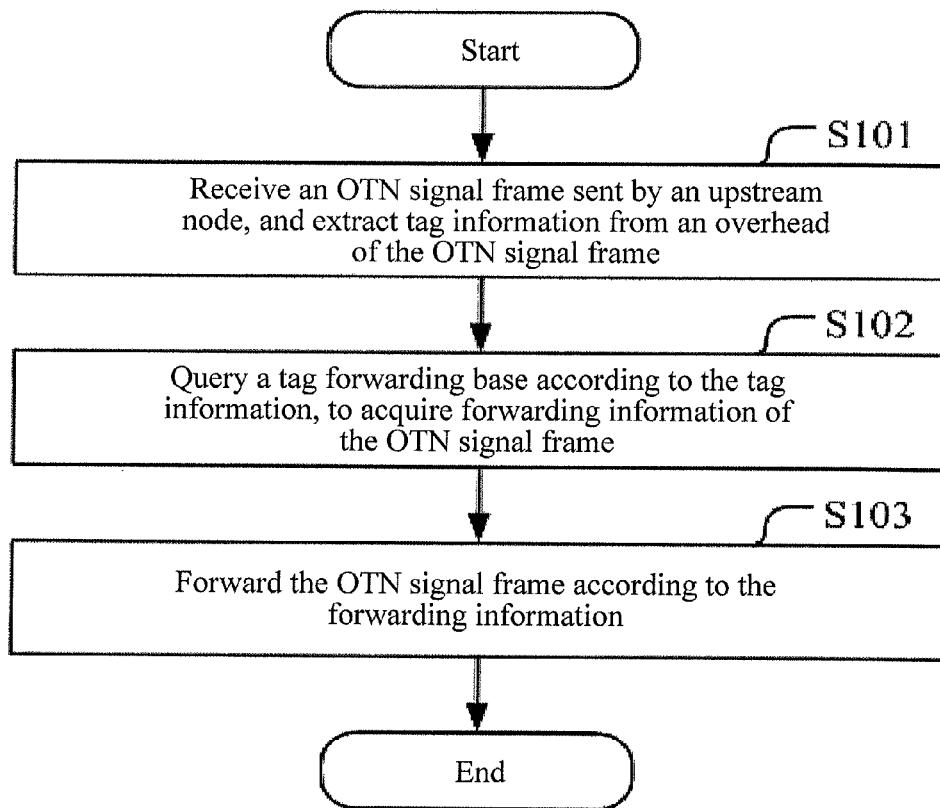 Start
S101
Receive an OTN signal frame sent by an upstream
node, and extract tag information from an overhead
of the OTN signal frame
S102
Query a tag forwarding base according to the tag
information, to acquire forwarding information of
the OTN signal frame
S103
Forward the OTN signal frame according to the
forwarding information
End